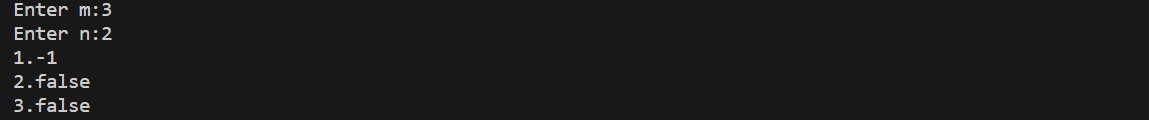 Enter m:3
Enter n:2
1.-1
2.false
3.false